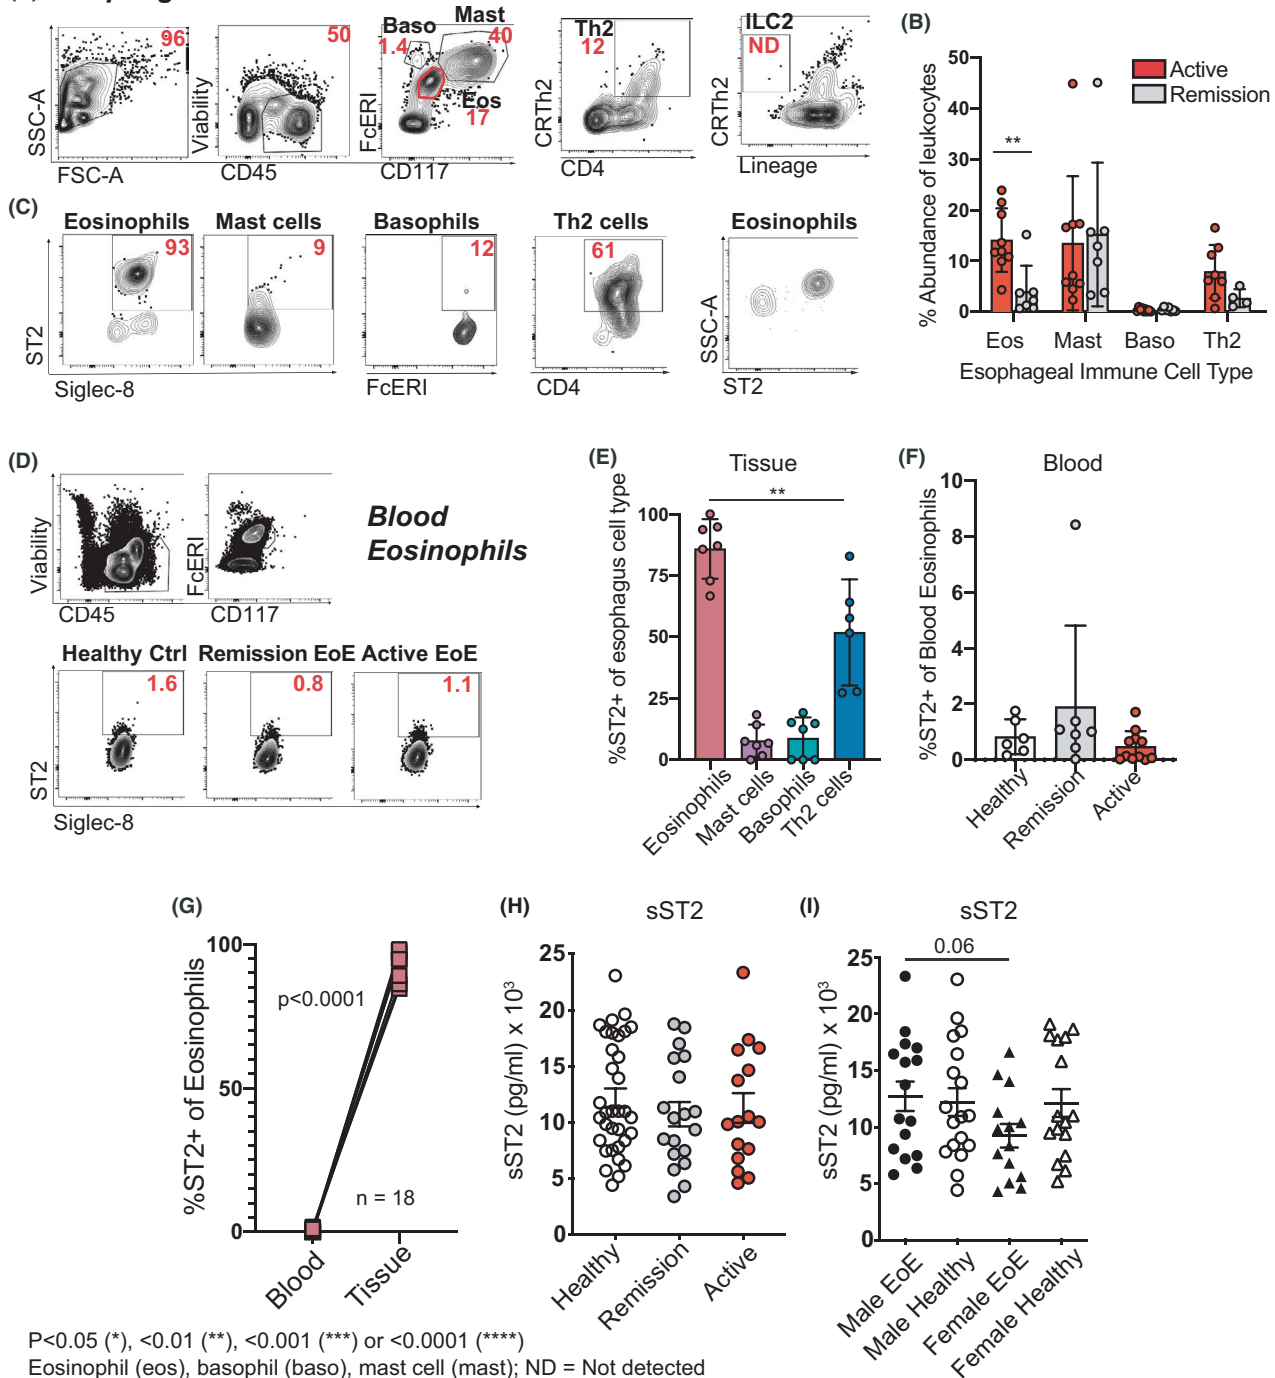 Baso
Mast
Th2
ILC2
96
50
1.4
40
12
ND
Eos
17
SSC-A
Viability
FcERI
CRTh2
CRTh2
FSC-A
CD45
CD117
CD4
Lineage
(B)
50
40
30
20
10
0
% Abundance of leukocytes
Active
Remission
**
Eos Mast Baso Th2
Esophageal Immune Cell Type
(C)
Eosinophils Mast cells Basophils Th2 cells Eosinophils
93
9
12
61
ST2
SSC-A
Siglec-8
FcERI
CD4
ST2
(D)
Viability
FcERI
CD45
CD117
Blood
Eosinophils
Healthy Ctrl Remission EoE Active EoE
1.6
0.8
1.1
ST2
Siglec-8
(E)
Tissue
**
100
75
50
25
0
%ST2+ of esophagus cell type
Eosinophils
Mast cells
Basophils
Th2 cells
(F)
Blood
10
8
6
4
2
0
%ST2+ of Blood Eosinophils
Healthy
Remission
Active
(G)
100
50
0
%ST2+ of Eosinophils
p<0.0001
n = 18
Blood
Tissue
(H)
sST2
25
20
15
10
5
0
sST2 (pg/ml) x 10³
Healthy
Remission
Active
(I)
sST2
0.06
25
20
15
10
5
0
sST2 (pg/ml) x 10³
Male EoE
Male Healthy
Female EoE
Female Healthy
P<0.05 (*), <0.01 (**), <0.001 (***) or <0.0001 (****)
Eosinophil (eos), basophil (baso), mast cell (mast); ND = Not detected